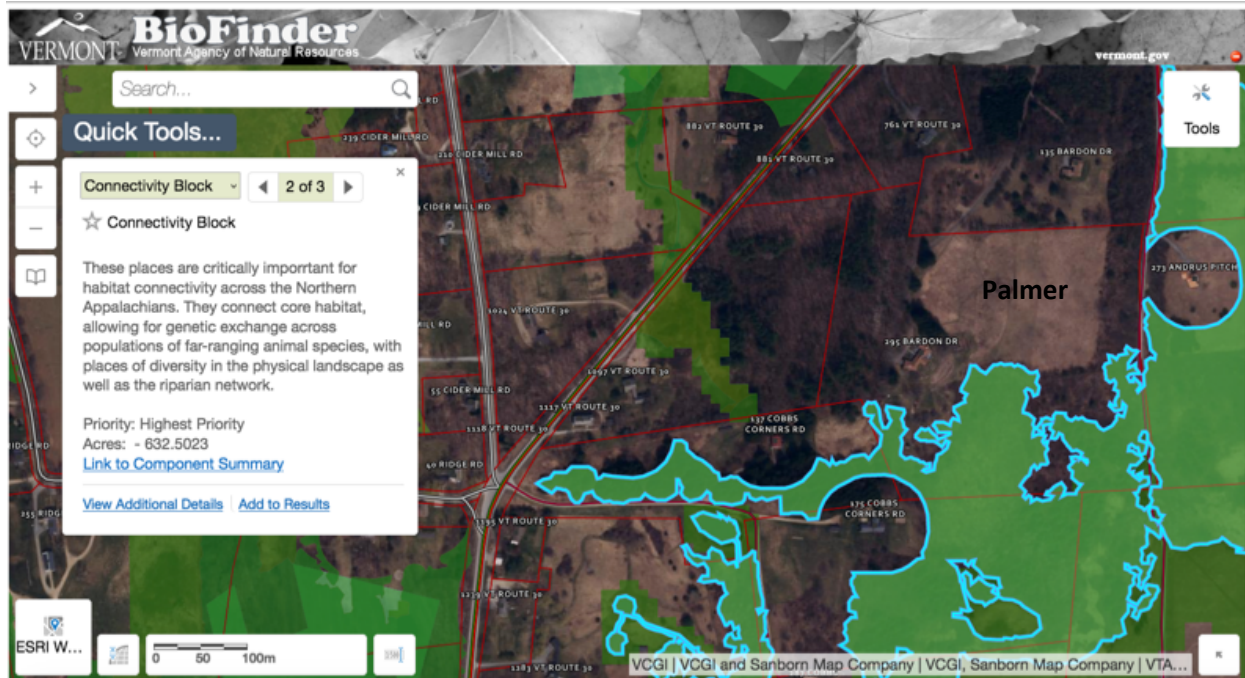 VERMONT
BioFinder
Vermont Agency of Natural Resources
vermont.gov
Search...
Quick Tools...
Tools
Connectivity Block
2 of 3
Connectivity Block
These places are critically imporrtant for
habitat connectivity across the Northern
Appalachians. They connect core habitat,
allowing for genetic exchange across
populations of far-ranging animal species, with
places of diversity in the physical landscape as
well as the riparian network.
Priority: Highest Priority
Acres: - 632.5023
Link to Component Summary
View Additional Details
Add to Results
239 CIDER MILL RD
210 CIDER MILL RD
CIDER MILL RD
882 VT ROUTE 30
881 VT ROUTE 30
761 VT ROUTE 30
135 BARDON DR
273 ANDRUS PITCH
Palmer
1024 VT ROUTE 30
295 BARDON DR
1097 VT ROUTE 30
55 CIDER MILL RD
1117 VT ROUTE 30
1118 VT ROUTE 30
137 COBBS
CORNERS RD
40 RIDGE RD
175 COBBS
CORNERS RD
255 RIDG
1195 VT ROUTE 30
1239 VT ROUTE 30
1283 VT ROUTE 30
ESRI W...
0 50 100m
VCGI | VCGI and Sanborn Map Company | VCGI, Sanborn Map Company | VTA...